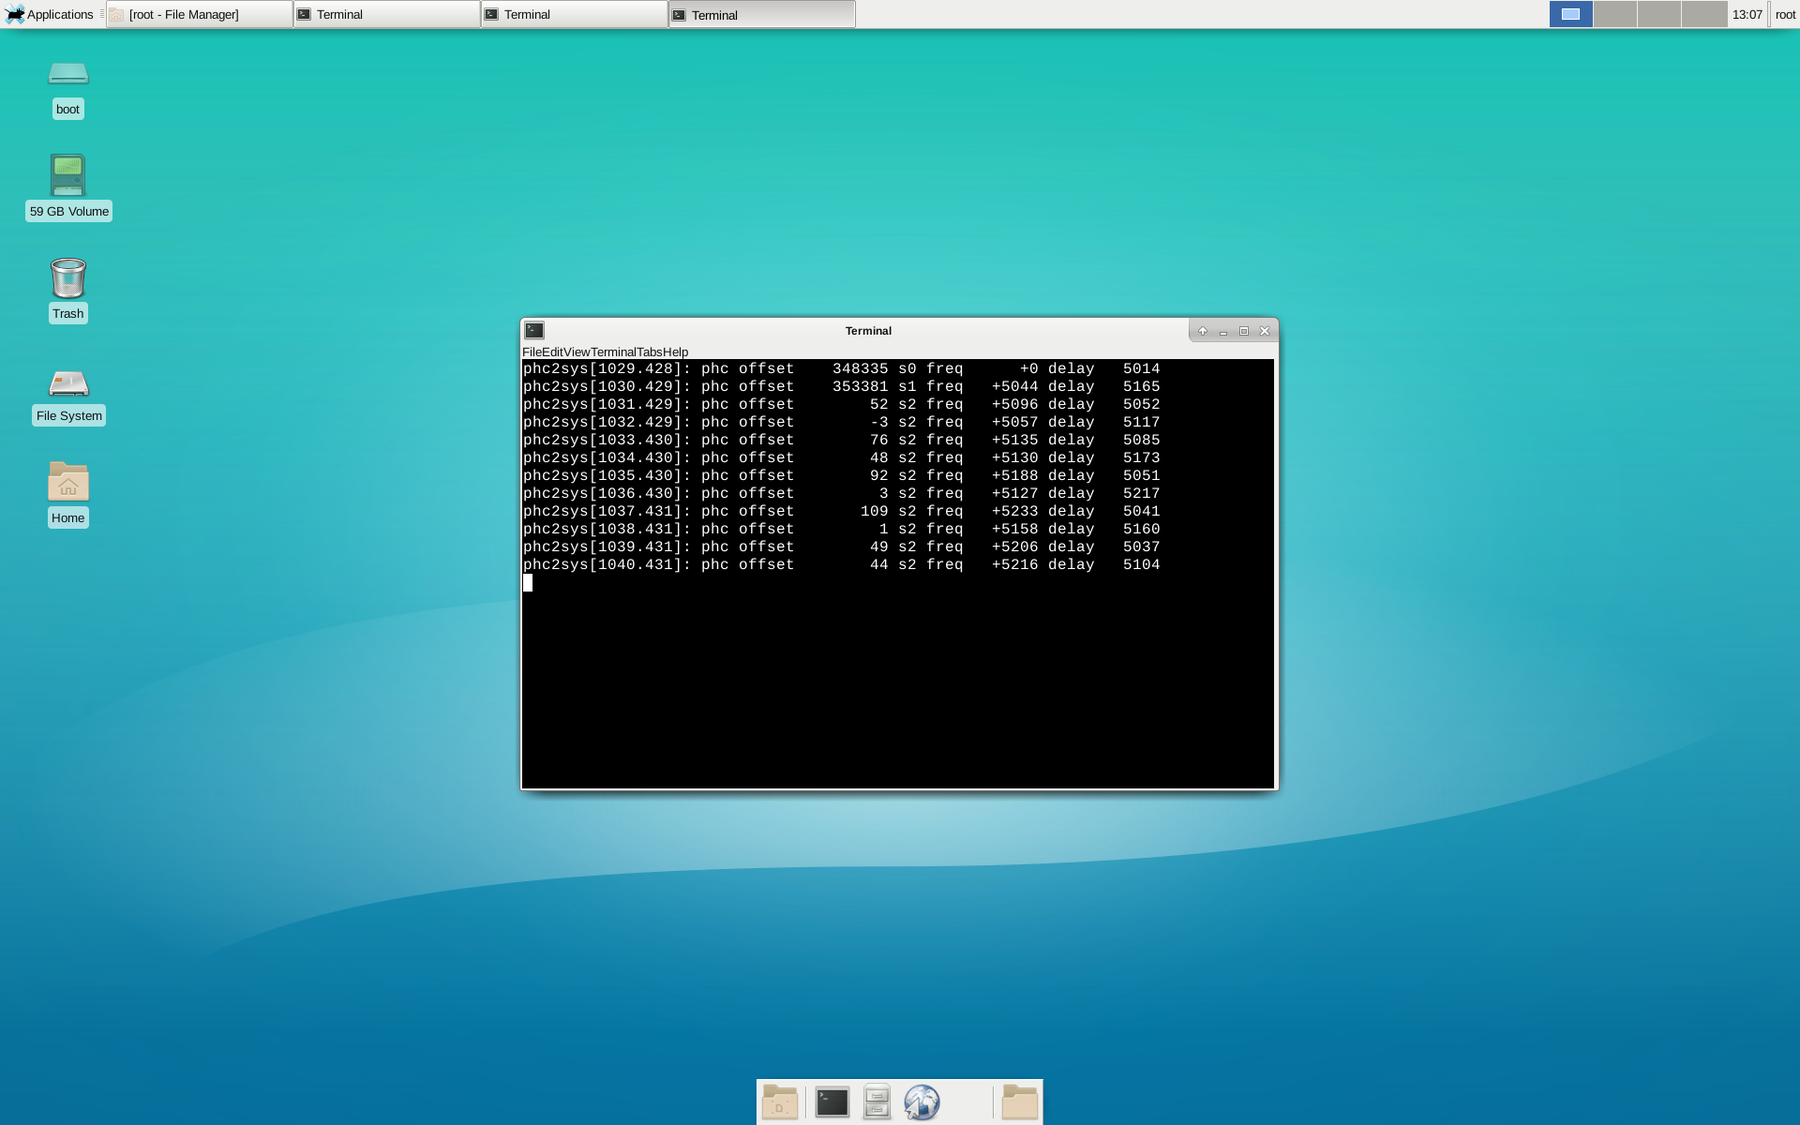 Applications [root - File Manager] Terminal Terminal Terminal 13:07 root
boot
59 GB Volume
Trash
File System
Home
Terminal
File Edit View Terminal Tabs Help
phc2sys[1029.428]: phc offset    348335 s0 freq      +0 delay   5014
phc2sys[1030.429]: phc offset    353381 s1 freq   +5044 delay   5165
phc2sys[1031.429]: phc offset        52 s2 freq   +5096 delay   5052
phc2sys[1032.429]: phc offset        -3 s2 freq   +5057 delay   5117
phc2sys[1033.430]: phc offset        76 s2 freq   +5135 delay   5085
phc2sys[1034.430]: phc offset        48 s2 freq   +5130 delay   5173
phc2sys[1035.430]: phc offset        92 s2 freq   +5188 delay   5051
phc2sys[1036.430]: phc offset         3 s2 freq   +5127 delay   5217
phc2sys[1037.431]: phc offset       109 s2 freq   +5233 delay   5041
phc2sys[1038.431]: phc offset         1 s2 freq   +5158 delay   5160
phc2sys[1039.431]: phc offset        49 s2 freq   +5206 delay   5037
phc2sys[1040.431]: phc offset        44 s2 freq   +5216 delay   5104